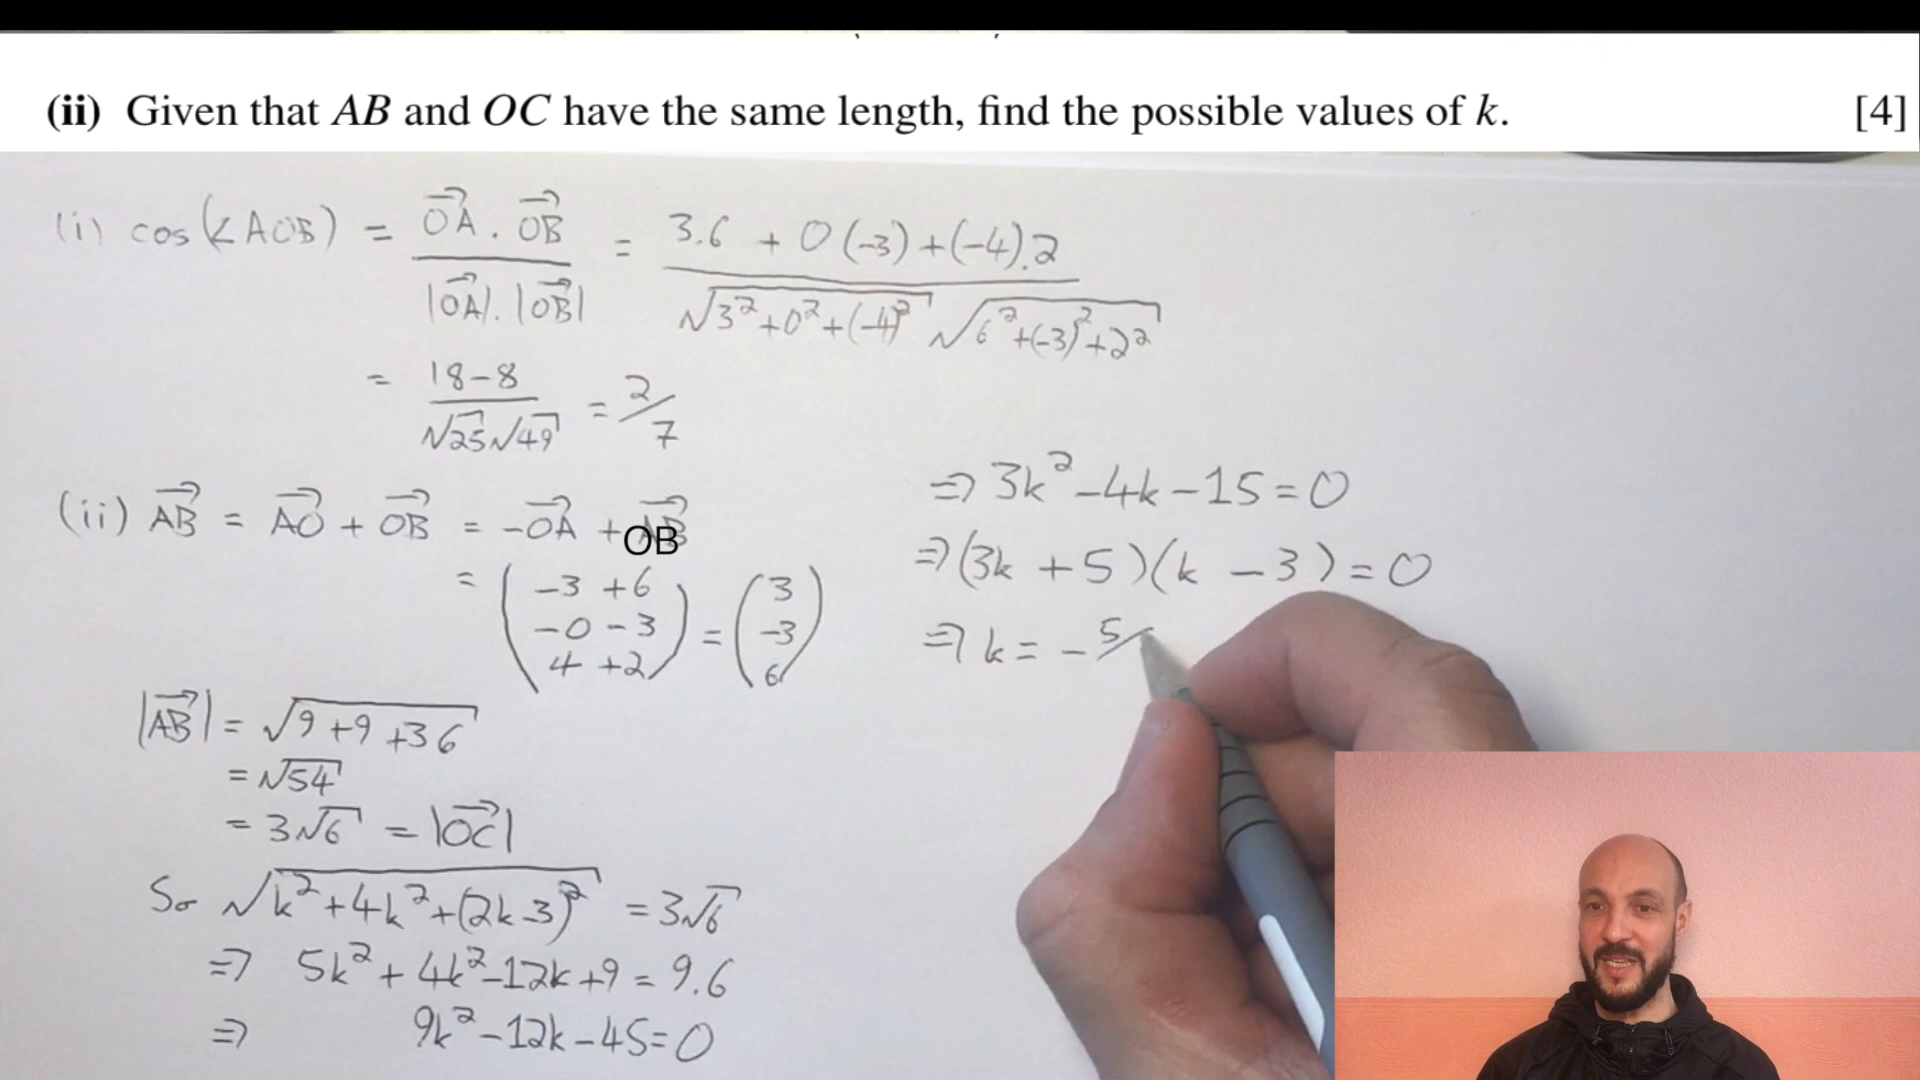 (ii) Given that AB and OC have the same length, find the possible values of k. [4]
(i) cos(∠AOB) = OA⃗ . OB⃗ / |OA⃗|.|OB⃗| = 3.6 + 0(-3) + (-4).2 / √(3²+0²+(-4)²) √(6²+(-3)²+2²)
= 18-8 / √25√49 = 2/7
(ii) AB⃗ = AO⃗ + OB⃗ = -OA⃗ + OB
= (-3 +6, -0 -3, 4 +2) = (3, -3, 6)
|AB⃗| = √(9+9+36)
= √54
= 3√6 = |OC⃗|
So √(k²+4k²+(2k-3)²) = 3√6
⇒ 5k² + 4k²-12k+9 = 9.6
⇒ 9k²-12k-45=0
⇒ 3k²-4k-15=0
⇒ (3k +5)(k -3)=0
⇒ k = -5/